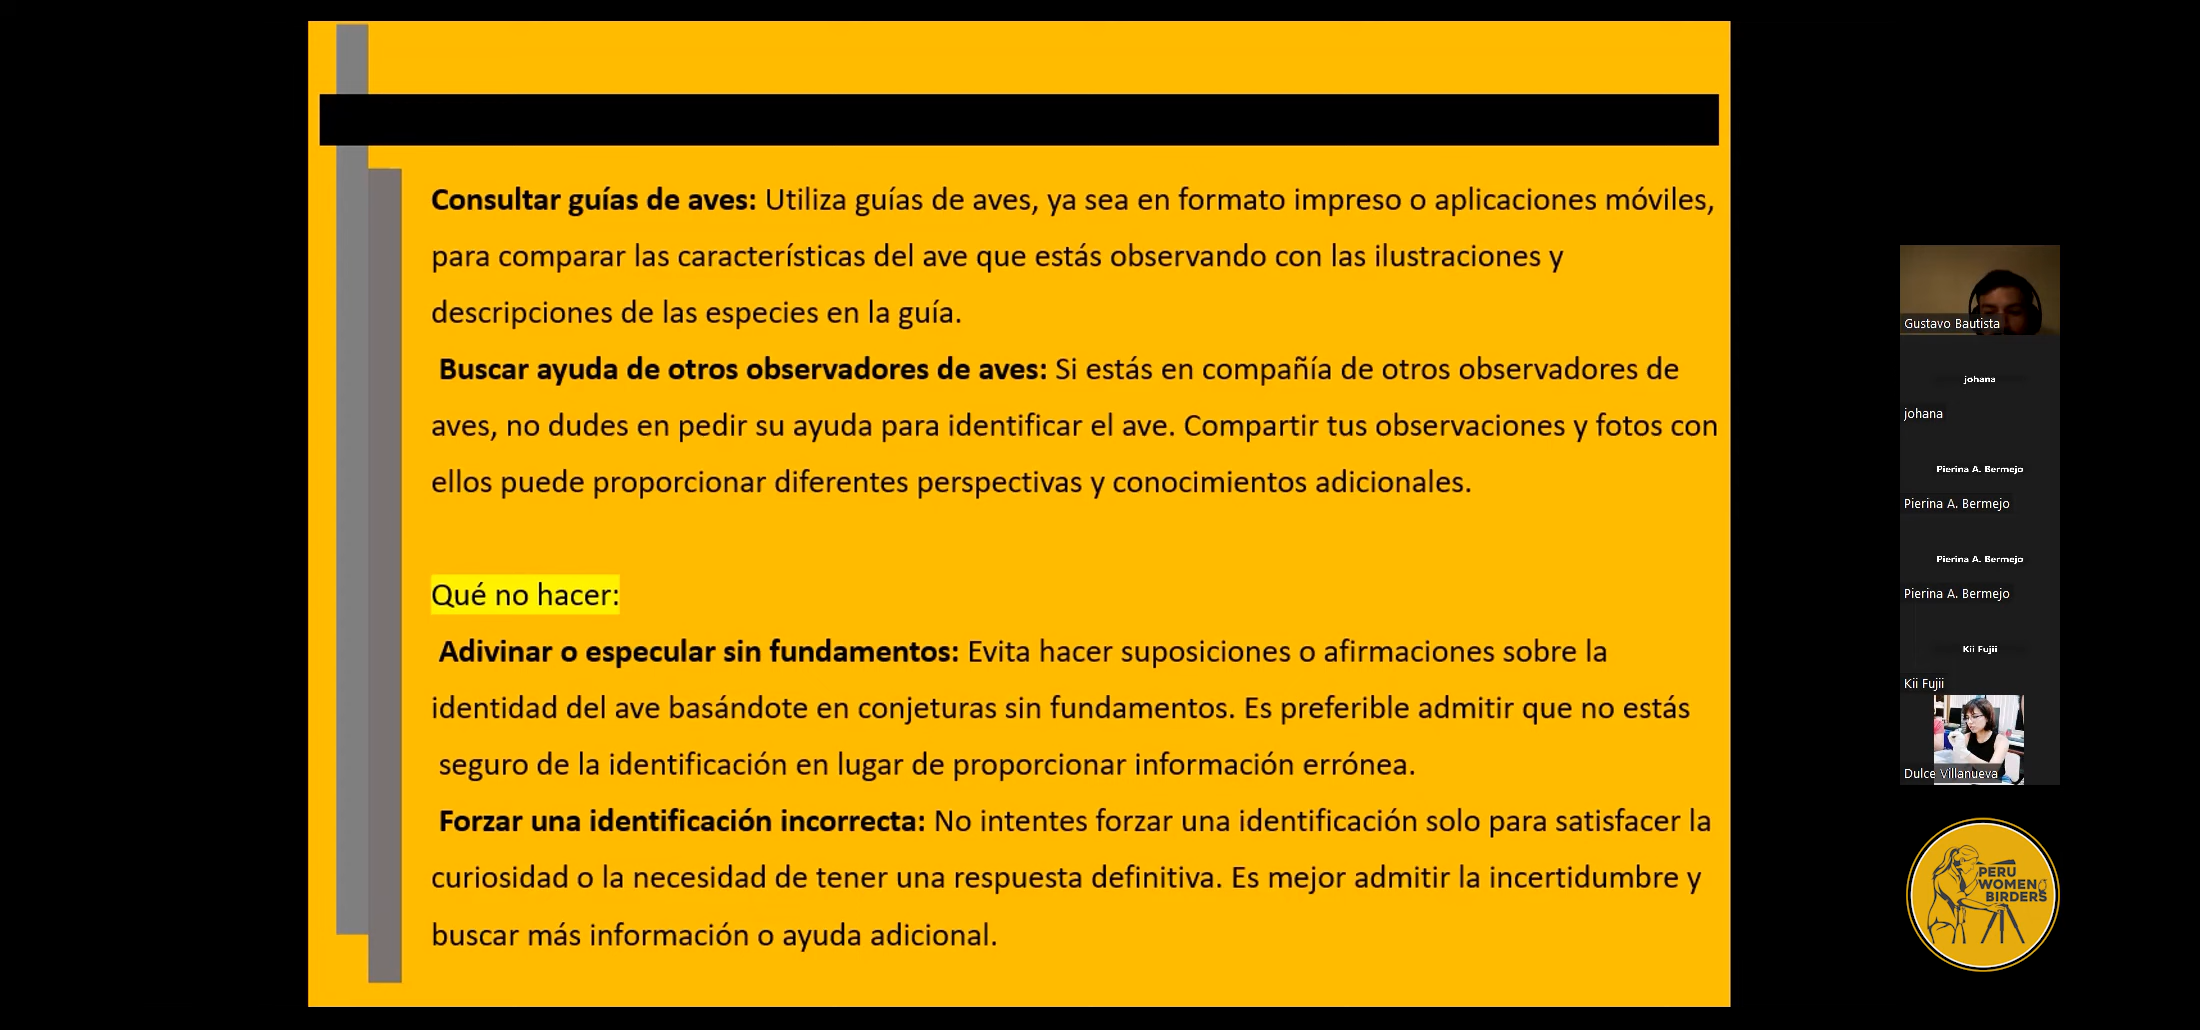 Consultar guías de aves: Utiliza guías de aves, ya sea en formato impreso o aplicaciones móviles,
para comparar las características del ave que estás observando con las ilustraciones y
descripciones de las especies en la guía.
Buscar ayuda de otros observadores de aves: Si estás en compañía de otros observadores de
aves, no dudes en pedir su ayuda para identificar el ave. Compartir tus observaciones y fotos con
ellos puede proporcionar diferentes perspectivas y conocimientos adicionales.
Qué no hacer:
Adivinar o especular sin fundamentos: Evita hacer suposiciones o afirmaciones sobre la
identidad del ave basándote en conjeturas sin fundamentos. Es preferible admitir que no estás
seguro de la identificación en lugar de proporcionar información errónea.
Forzar una identificación incorrecta: No intentes forzar una identificación solo para satisfacer la
curiosidad o la necesidad de tener una respuesta definitiva. Es mejor admitir la incertidumbre y
buscar más información o ayuda adicional.
Gustavo Bautista
johana
johana
Pierina A. Bermejo
Pierina A. Bermejo
Pierina A. Bermejo
Pierina A. Bermejo
Kii Fujii
Kii Fujii
Dulce Villanueva
PERU
WOMEN
BIRDERS